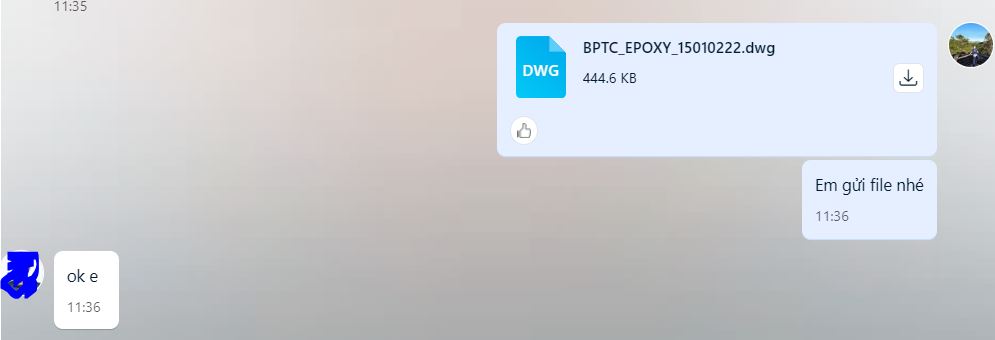 11:35
BPTC_EPOXY_15010222.dwg
DWG
444.6 KB
Em gửi file nhé
11:36
ok e
11:36